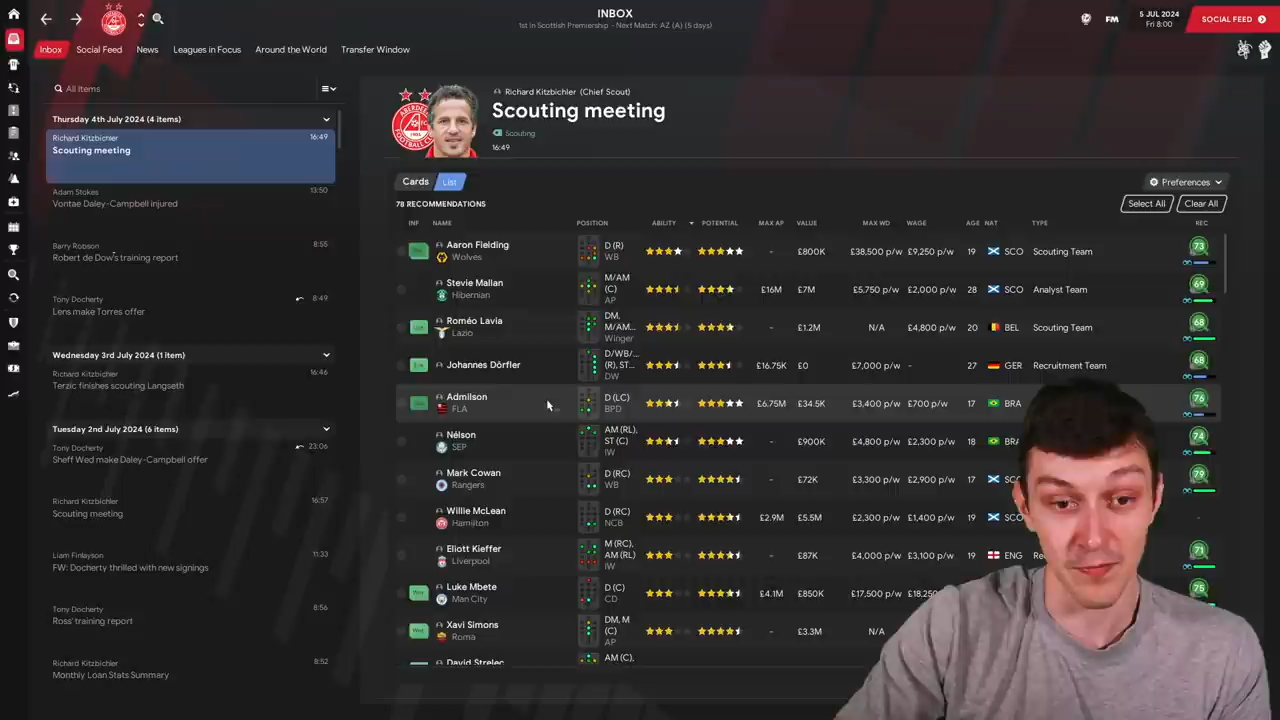 INBOX
1st in Scottish Premiership - Next Match: AZ (A) (5 days)
FM
5 JUL 2024
Fri 8:00
SOCIAL FEED
Inbox
Social Feed
News
Leagues in Focus
Around the World
Transfer Window
All Items
Thursday 4th July 2024 (4 items)
Richard Kitzbichler 16:49
Scouting meeting
Adam Stokes 13:50
Vontae Daley-Campbell injured
Barry Robson 8:55
Robert de Dow's training report
Tony Docherty 8:49
Lens make Torres offer
Wednesday 3rd July 2024 (1 item)
Richard Kitzbichler 16:46
Terzic finishes scouting Langseth
Tuesday 2nd July 2024 (6 items)
Tony Docherty 23:06
Sheff Wed make Daley-Campbell offer
Richard Kitzbichler 16:57
Scouting meeting
Liam Finlayson 11:33
FW: Docherty thrilled with new signings
Tony Docherty 8:56
Ross' training report
Richard Kitzbichler 8:52
Monthly Loan Stats Summary
Richard Kitzbichler (Chief Scout)
Scouting meeting
Scouting
16:49
Cards List Preferences
78 RECOMMENDATIONS Select All Clear All
INF NAME POSITION ABILITY POTENTIAL MAX AP VALUE MAX WD WAGE AGE NAT TYPE REC
Aaron Fielding Wolves D (R) WB - £800K £38,500 p/w £9,250 p/w 19 SCO Scouting Team 73
Stevie Mallan Hibernian M/AM (C) AP £16M £7M £5,750 p/w £2,000 p/w 28 SCO Analyst Team 69
Roméo Lavia Lazio DM, M/AM... Winger - £1.2M N/A £4,800 p/w 20 BEL Scouting Team 68
Johannes Dörfler D/WB/... (R), ST... DW £16.75K £0 £7,000 p/w - 27 GER Recruitment Team 68
Admilson FLA D (LC) BPD £6.75M £34.5K £3,400 p/w £700 p/w 17 BRA 76
Nélson SEP AM (RL), ST (C) IW - £900K £4,800 p/w £2,300 p/w 18 BRA 74
Mark Cowan Rangers D (RC) WB - £72K £3,300 p/w £2,900 p/w 17 SCO 79
Willie McLean Hamilton D (RC) NCB £2.9M £5.5M £2,300 p/w £1,400 p/w 19 SCO -
Eliott Kieffer Liverpool M (RC), AM (RL) IW - £87K £4,000 p/w £3,100 p/w 19 ENG 71
Luke Mbete Man City D (C) CD £4.1M £850K £17,500 p/w £18,250 75
Xavi Simons Roma DM, M (C) AP - £3.3M N/A
David Strelec AM (C),